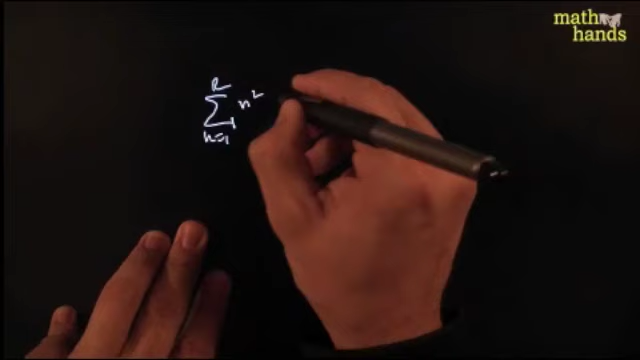 math
hands
k
∑ n²
n=1